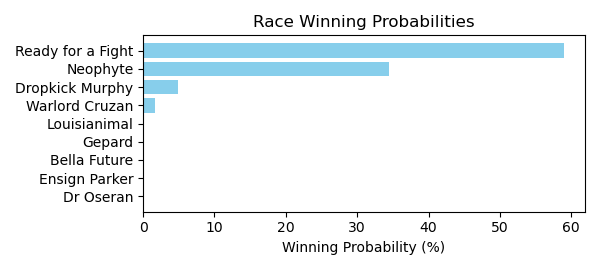 Race Winning Probabilities
Ready for a Fight
Neophyte
Dropkick Murphy
Warlord Cruzan
Louisianimal
Gepard
Bella Future
Ensign Parker
Dr Oseran
0 10 20 30 40 50 60
Winning Probability (%)